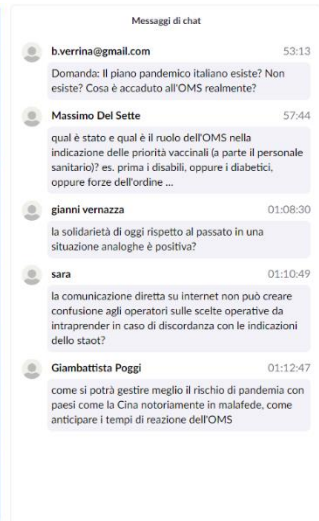 Messaggi di chat
b.verrina@gmail.com 53:13
Domanda: Il piano pandemico italiano esiste? Non
esiste? Cosa è accaduto all'OMS realmente?
Massimo Del Sette 57:44
qual è stato e qual è il ruolo dell'OMS nella
indicazione delle priorità vaccinali (a parte il personale
sanitario)? es. prima i disabili, oppure i diabetici,
oppure forze dell'ordine ...
gianni vernazza 01:08:30
la solidarietà di oggi rispetto al passato in una
situazione analoghe è positiva?
sara 01:10:49
la comunicazione diretta su internet non può creare
confusione agli operatori sulle scelte operative da
intraprender in caso di discordanza con le indicazioni
dello staot?
Giambattista Poggi 01:12:47
come si potrà gestire meglio il rischio di pandemia con
paesi come la Cina notoriamente in malafede, come
anticipare i tempi di reazione dell'OMS